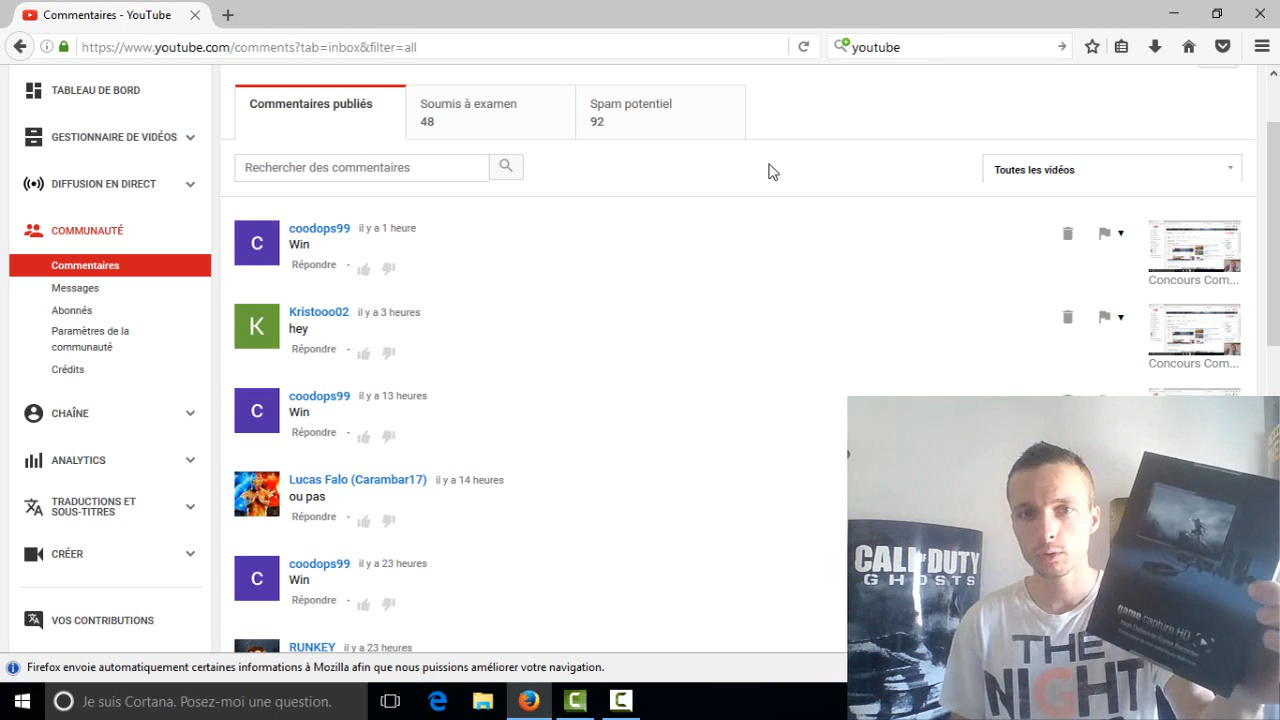 Commentaires - YouTube
https://www.youtube.com/comments?tab=inbox&filter=all
youtube
TABLEAU DE BORD
GESTIONNAIRE DE VIDÉOS
DIFFUSION EN DIRECT
COMMUNAUTÉ
Commentaires
Messages
Abonnés
Paramètres de la
communauté
Crédits
CHAÎNE
ANALYTICS
TRADUCTIONS ET
SOUS-TITRES
CRÉER
VOS CONTRIBUTIONS
Commentaires publiés
Soumis à examen
48
Spam potentiel
92
Rechercher des commentaires
Toutes les vidéos
C
coodops99 il y a 1 heure
Win
Répondre
Concours Com...
K
Kristooo02 il y a 3 heures
hey
Répondre
Concours Com...
C
coodops99 il y a 13 heures
Win
Répondre
Lucas Falo (Carambar17) il y a 14 heures
ou pas
Répondre
C
coodops99 il y a 23 heures
Win
Répondre
RUNKEY il y a 23 heures
CALL OF DUTY
GHOSTS
game capture HD
THE
NIGHT
Firefox envoie automatiquement certaines informations à Mozilla afin que nous puissions améliorer votre navigation.
Je suis Cortana. Posez-moi une question.